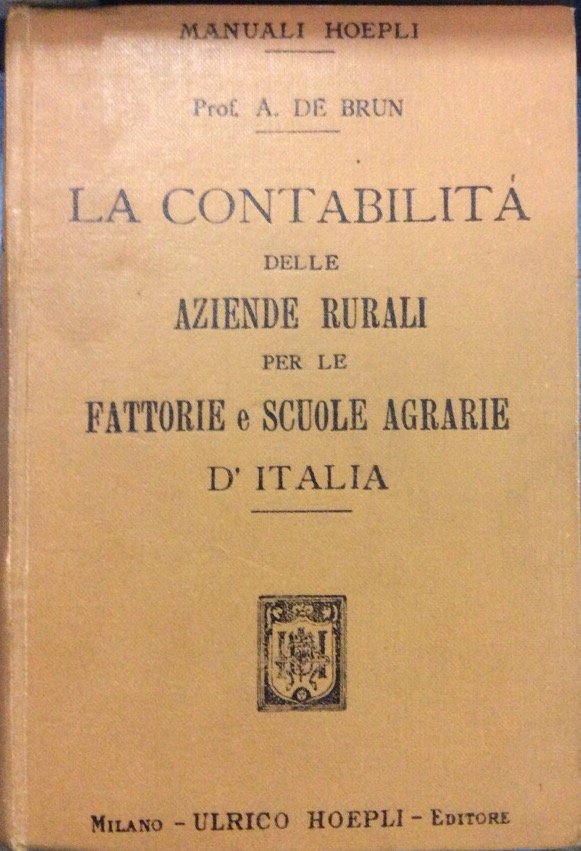 MANUALI HOEPLI
Prof. A. DE BRUN
LA CONTABILITÁ
DELLE
AZIENDE RURALI
PER LE
FATTORIE e SCUOLE AGRARIE
D' ITALIA
MILANO - ULRICO HOEPLI - EDITORE